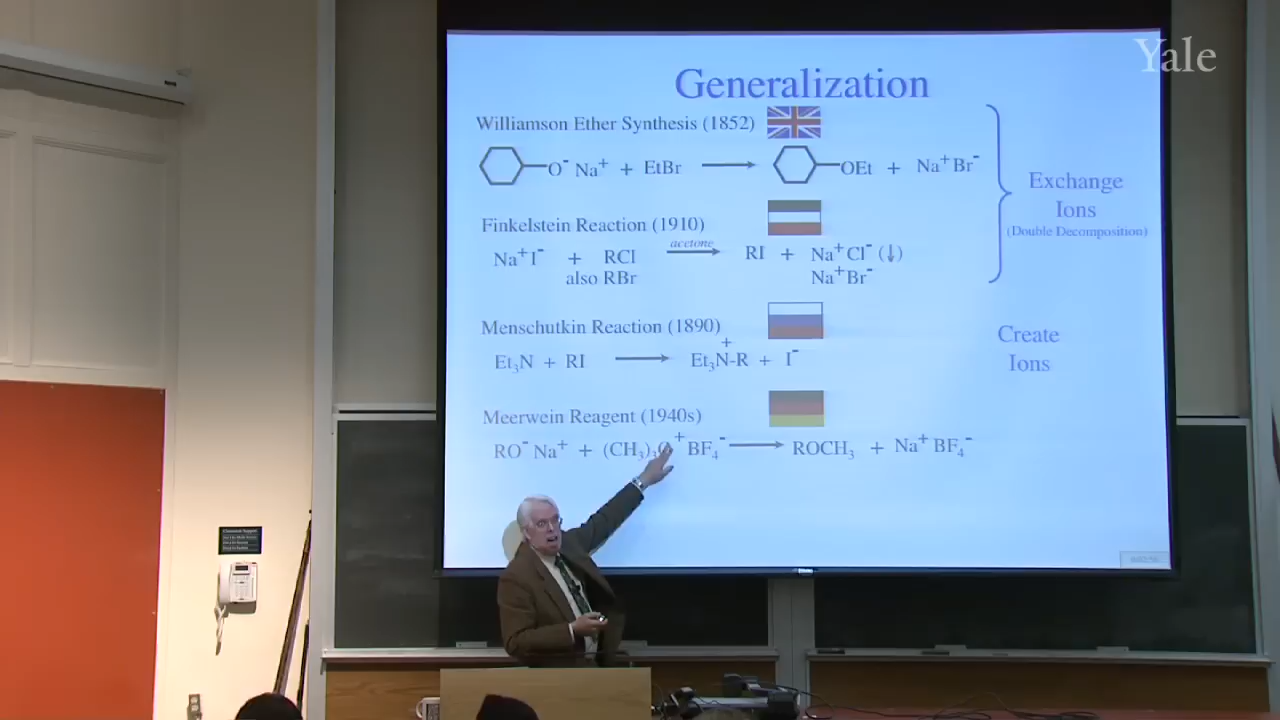 Yale
Generalization
Williamson Ether Synthesis (1852)
O⁻ Na⁺ + EtBr → OEt + Na⁺Br⁻
Exchange
Ions
(Double Decomposition)
Finkelstein Reaction (1910)
Na⁺I⁻ + RCl acetone → RI + Na⁺Cl⁻ (↓)
also RBr Na⁺Br⁻
Menschutkin Reaction (1890)
Et₃N + RI → Et₃N⁺-R + I⁻
Create
Ions
Meerwein Reagent (1940s)
RO⁻ Na⁺ + (CH₃)₃O⁺ BF₄⁻ → ROCH₃ + Na⁺ BF₄⁻